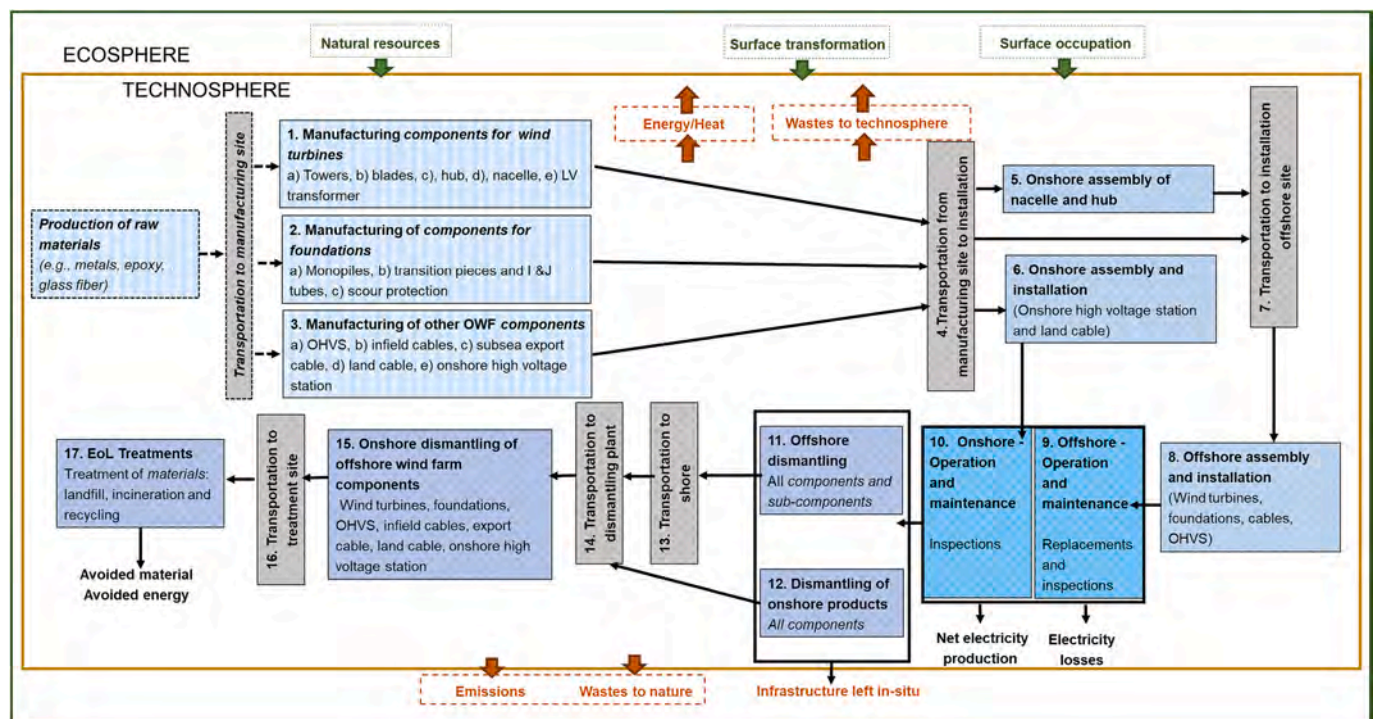 Natural resources
Surface transformation
Surface occupation
ECOSPHERE
TECHNOSPHERE
Energy/Heat
Wastes to technosphere
Production of raw
materials
(e.g., metals, epoxy,
glass fiber)
Transportation to manufacturing site
1. Manufacturing components for wind
turbines
a) Towers, b) blades, c), hub, d), nacelle, e) LV
transformer
2. Manufacturing of components for
foundations
a) Monopiles, b) transition pieces and I &J
tubes, c) scour protection
3. Manufacturing of other OWF components
a) OHVS, b) infield cables, c) subsea export
cable, d) land cable, e) onshore high voltage
station
4.Transportation from
manufacturing site to installation
5. Onshore assembly of
nacelle and hub
6. Onshore assembly and
installation
(Onshore high voltage station
and land cable)
7. Transportation to installation
offshore site
17. EoL Treatments
Treatment of materials:
landfill, incineration and
recycling
Avoided material
Avoided energy
16. Transportation to
treatment site
15. Onshore dismantling of
offshore wind farm
components
Wind turbines, foundations,
OHVS, infield cables, export
cable, land cable, onshore high
voltage station
14. Transportation to
dismantling plant
13. Transportation to
shore
11. Offshore
dismantling
All components and
sub-components
12. Dismantling of
onshore products
All components
10. Onshore -
Operation
and
maintenance
Inspections
9. Offshore -
Operation
and
maintenance
Replacements
and
inspections
8. Offshore assembly
and installation
(Wind turbines,
foundations, cables,
OHVS)
Net electricity
production
Electricity
losses
Emissions
Wastes to nature
Infrastructure left in-situ